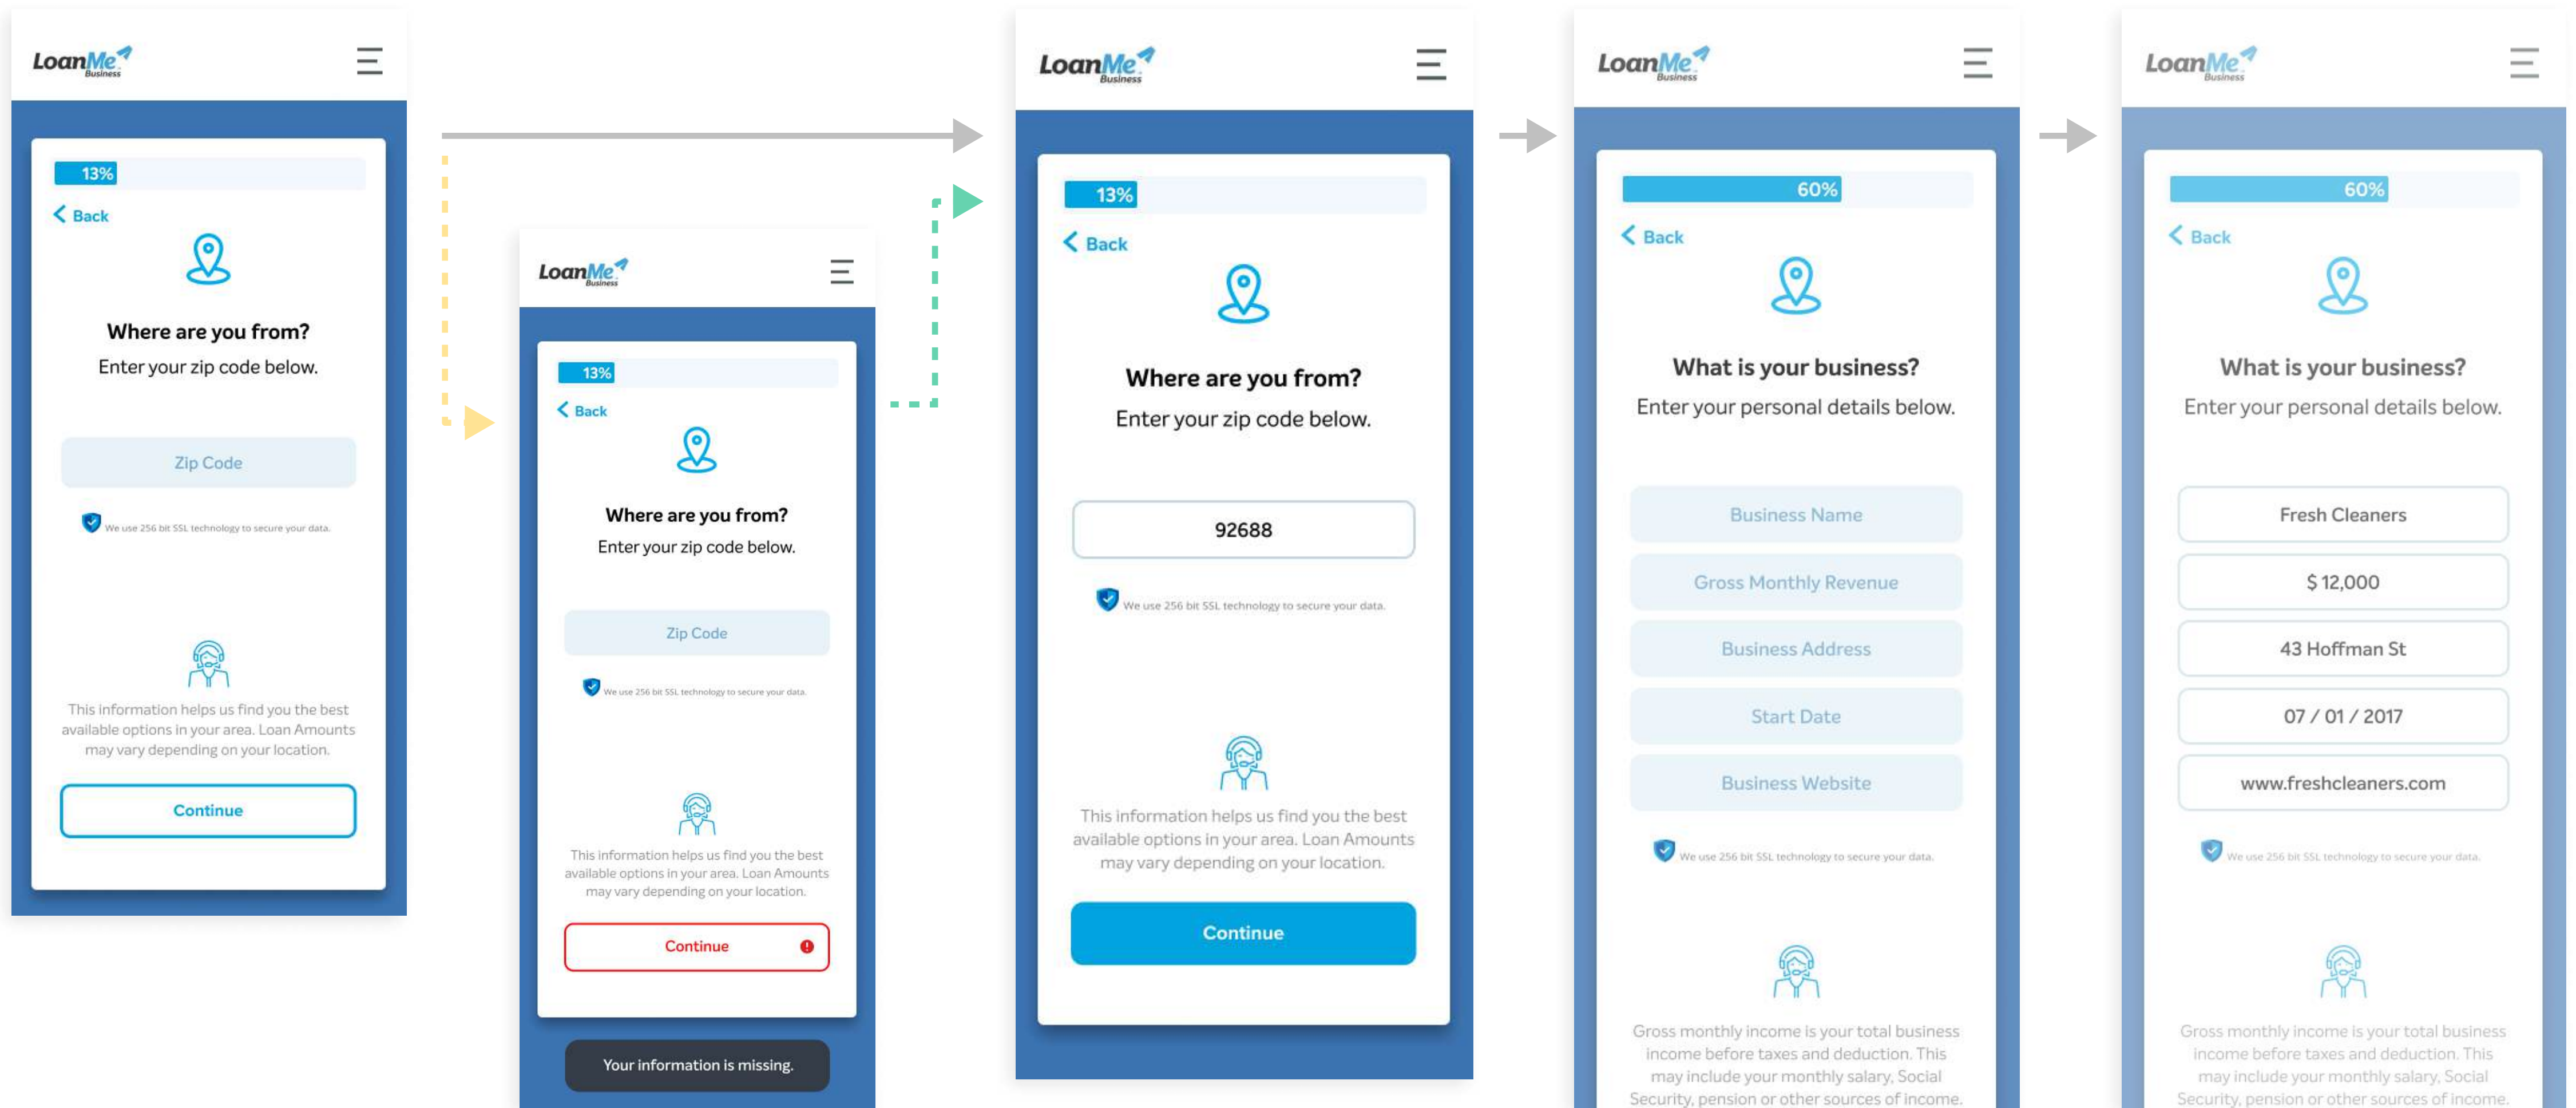 LoanMe
Business
13%
Back
Where are you from?
Enter your zip code below.
Zip Code
We use 256 bit SSL technology to secure your data.
This information helps us find you the best
available options in your area. Loan Amounts
may vary depending on your location.
Continue
LoanMe
Business
13%
Back
Where are you from?
Enter your zip code below.
Zip Code
We use 256 bit SSL technology to secure your data.
This information helps us find you the best
available options in your area. Loan Amounts
may vary depending on your location.
Continue
Your information is missing.
LoanMe
Business
13%
Back
Where are you from?
Enter your zip code below.
92688
We use 256 bit SSL technology to secure your data.
This information helps us find you the best
available options in your area. Loan Amounts
may vary depending on your location.
Continue
LoanMe
Business
60%
Back
What is your business?
Enter your personal details below.
Business Name
Gross Monthly Revenue
Business Address
Start Date
Business Website
We use 256 bit SSL technology to secure your data.
Gross monthly income is your total business
income before taxes and deduction. This
may include your monthly salary, Social
Security, pension or other sources of income.
LoanMe
Business
60%
Back
What is your business?
Enter your personal details below.
Fresh Cleaners
$ 12,000
43 Hoffman St
07 / 01 / 2017
www.freshcleaners.com
We use 256 bit SSL technology to secure your data.
Gross monthly income is your total business
income before taxes and deduction. This
may include your monthly salary, Social
Security, pension or other sources of income.